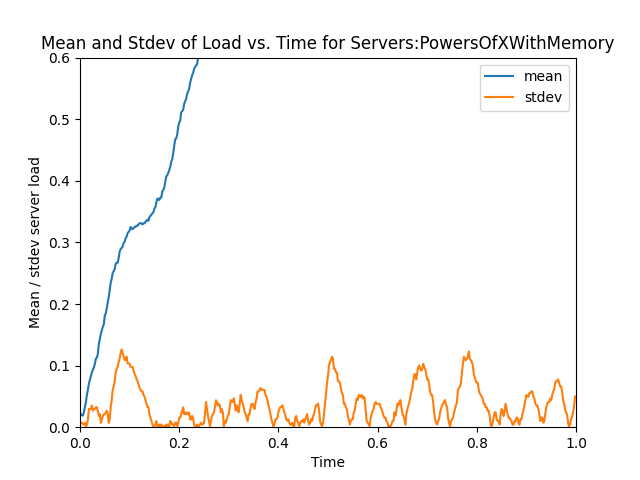 Mean and Stdev of Load vs. Time for Servers:PowersOfXWithMemory
mean
stdev
Mean / stdev server load
0.6
0.5
0.4
0.3
0.2
0.1
0.0
0.0 0.2 0.4 0.6 0.8 1.0
Time